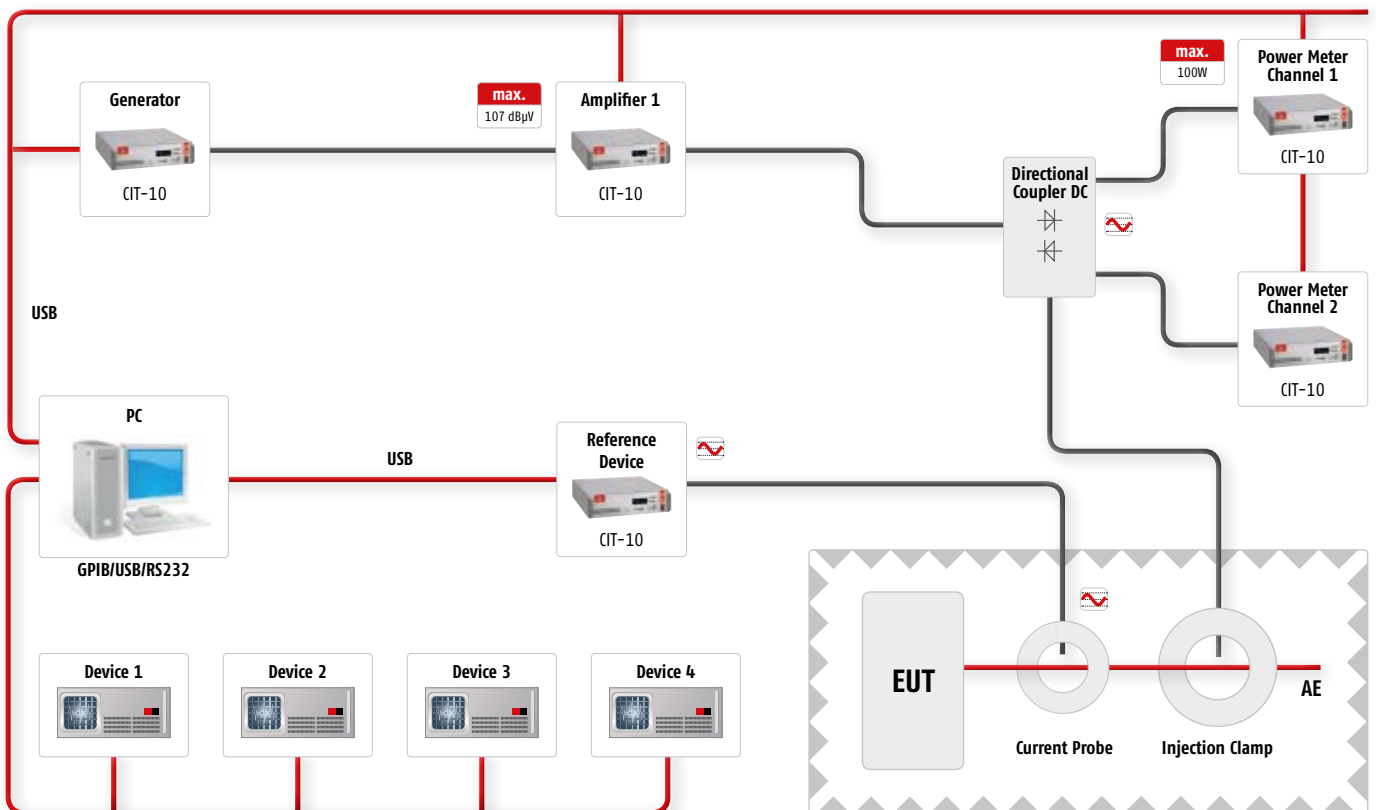 Generator
CIT-10
max.
107 dBµV
Amplifier 1
CIT-10
max.
100W
Power Meter
Channel 1
CIT-10
Directional
Coupler DC
Power Meter
Channel 2
CIT-10
USB
PC
GPIB/USB/RS232
USB
Reference
Device
CIT-10
Device 1
Device 2
Device 3
Device 4
EUT
AE
Current Probe
Injection Clamp